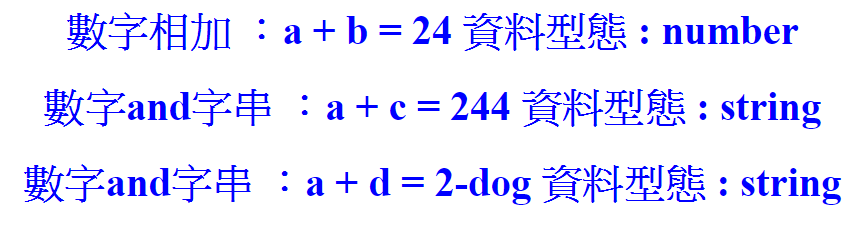 數字相加 ：a + b = 24 資料型態 : number
數字and字串 ：a + c = 244 資料型態 : string
數字and字串 ：a + d = 2-dog 資料型態 : string